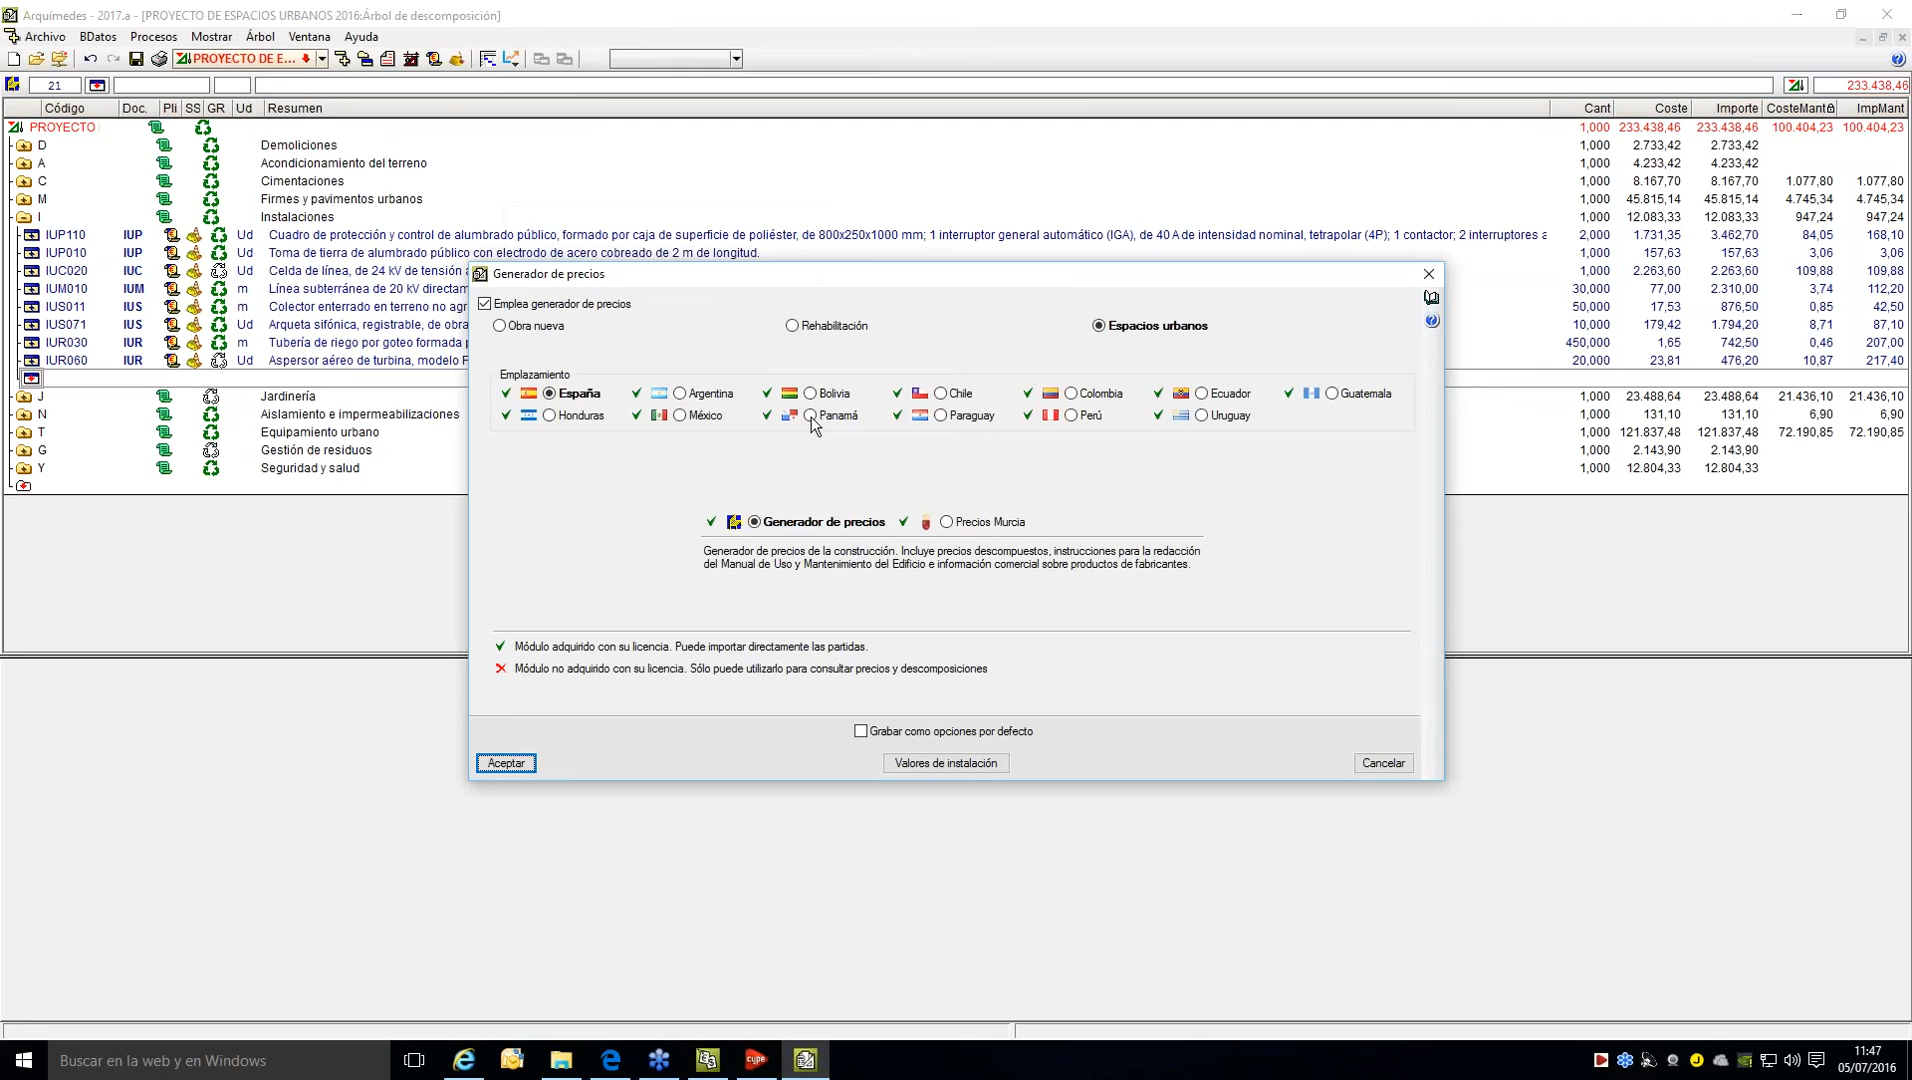 Arquímedes - 2017.a - [PROYECTO DE ESPACIOS URBANOS 2016:Árbol de descomposición]
Archivo BDatos Procesos Mostrar Árbol Ventana Ayuda
PROYECTO DE E...
21 233.438,46
Código Doc. Pli SS GR Ud Resumen Cant Coste Importe CosteMant ImpMant
PROYECTO 1,000 233.438,46 233.438,46 100.404,23 100.404,23
D Demoliciones 1,000 2.733,42 2.733,42
A Acondicionamiento del terreno 1,000 4.233,42 4.233,42
C Cimentaciones 1,000 8.167,70 8.167,70 1.077,80 1.077,80
M Firmes y pavimentos urbanos 1,000 45.815,14 45.815,14 4.745,34 4.745,34
I Instalaciones 1,000 12.083,33 12.083,33 947,24 947,24
IUP110 IUP Ud Cuadro de protección y control de alumbrado público, formado por caja de superficie de poliéster, de 800x250x1000 mm; 1 interruptor general automático (IGA), de 40 A de intensidad nominal, tetrapolar (4P); 1 contactor; 2 interruptores a 2,000 1.731,35 3.462,70 84,05 168,10
IUP010 IUP Ud Toma de tierra de alumbrado público con electrodo de acero cobreado de 2 m de longitud. 1,000 157,63 157,63 3,06 3,06
IUC020 IUC Ud Celda de línea, de 24 kV de tensión a 1,000 2.263,60 2.263,60 109,88 109,88
IUM010 IUM m Línea subterránea de 20 kV directam 30,000 77,00 2.310,00 3,74 112,20
IUS011 IUS m Colector enterrado en terreno no ag 50,000 17,53 876,50 0,85 42,50
IUS071 IUS Ud Arqueta sifónica, registrable, de obra 10,000 179,42 1.794,20 8,71 87,10
IUR030 IUR m Tubería de riego por goteo formada p 450,000 1,65 742,50 0,46 207,00
IUR060 IUR Ud Aspersor aéreo de turbina, modelo F 20,000 23,81 476,20 10,87 217,40
J Jardinería 1,000 23.488,64 23.488,64 21.436,10 21.436,10
N Aislamiento e impermeabilizaciones 1,000 131,10 131,10 6,90 6,90
T Equipamiento urbano 1,000 121.837,48 121.837,48 72.190,85 72.190,85
G Gestión de residuos 1,000 2.143,90 2.143,90
Y Seguridad y salud 1,000 12.804,33 12.804,33
Generador de precios
Emplea generador de precios
Obra nueva Rehabilitación Espacios urbanos
Emplazamiento
España Argentina Bolivia Chile Colombia Ecuador Guatemala
Honduras México Panamá Paraguay Perú Uruguay
Generador de precios Precios Murcia
Generador de precios de la construcción. Incluye precios descompuestos, instrucciones para la redacción
del Manual de Uso y Mantenimiento del Edificio e información comercial sobre productos de fabricantes.
Módulo adquirido con su licencia. Puede importar directamente las partidas.
Módulo no adquirido con su licencia. Sólo puede utilizarlo para consultar precios y descomposiciones
Grabar como opciones por defecto
Aceptar Valores de instalación Cancelar
Buscar en la web y en Windows
cype
11:47
05/07/2016